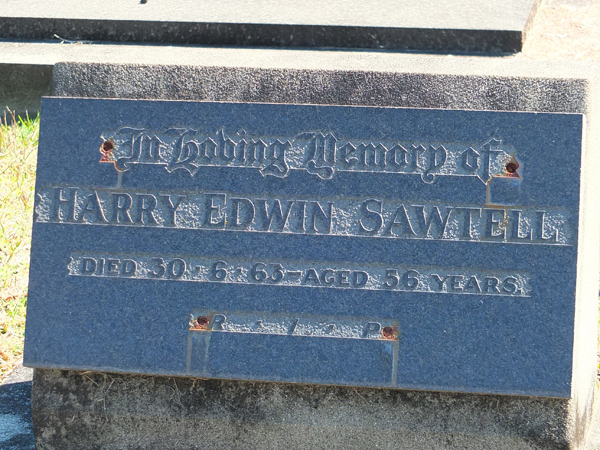 In Loving Memory of
HARRY EDWIN SAWTELL
DIED 30-6-63-AGED 56 YEARS.
R - I - P